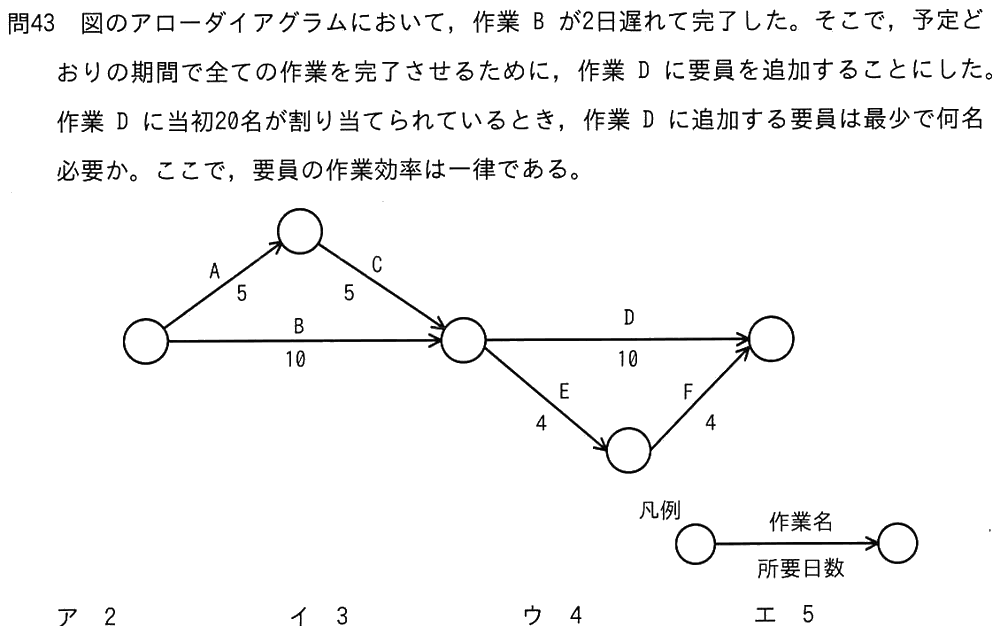 問43 図のアローダイアグラムにおいて，作業 B が2日遅れて完了した。そこで，予定ど
おりの期間で全ての作業を完了させるために，作業 D に要員を追加することにした。
作業 D に当初20名が割り当てられているとき，作業 D に追加する要員は最少で何名
必要か。ここで，要員の作業効率は一律である。
A
5
C
5
B
10
D
10
E
4
F
4
凡例
作業名
所要日数
ア 2 イ 3 ウ 4 エ 5